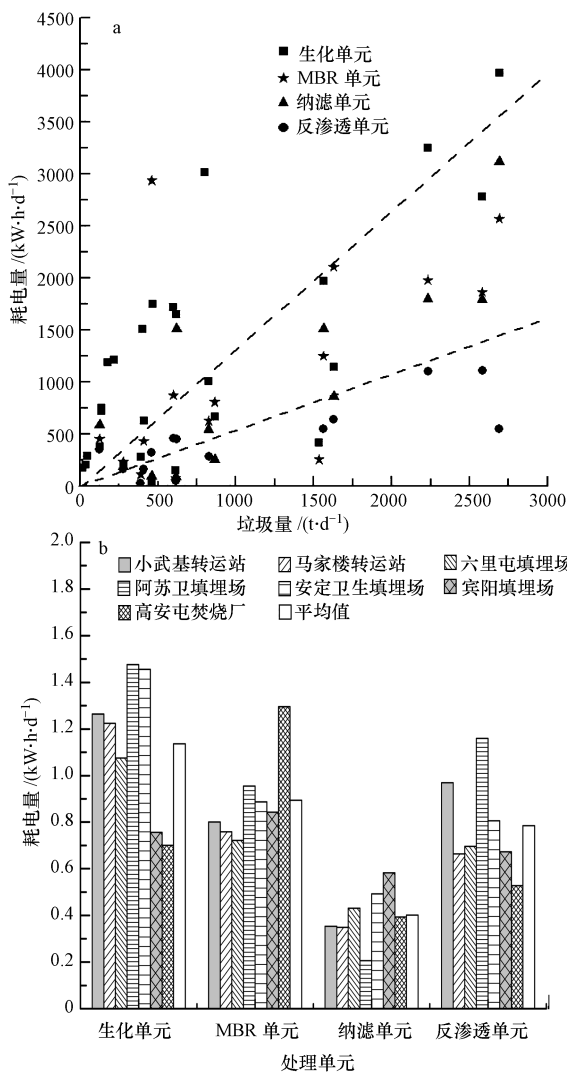 4500
a
生化单元
4000
MBR 单元
纳滤单元
3500
反渗透单元
3000
2500
2000
1500
1000
500
0
耗电量 /(kW·h·d⁻¹)
0 500 1000 1500 2000 2500 3000
垃圾量 /(t·d⁻¹)
2.0
b
小武基转运站 马家楼转运站 六里屯填埋场
1.8
阿苏卫填埋场 安定卫生填埋场 宾阳填埋场
高安屯焚烧厂 平均值
1.6
1.4
1.2
1.0
0.8
0.6
0.4
0.2
0
耗电量 /(kW·h·d⁻¹)
生化单元 MBR 单元 纳滤单元 反渗透单元
处理单元